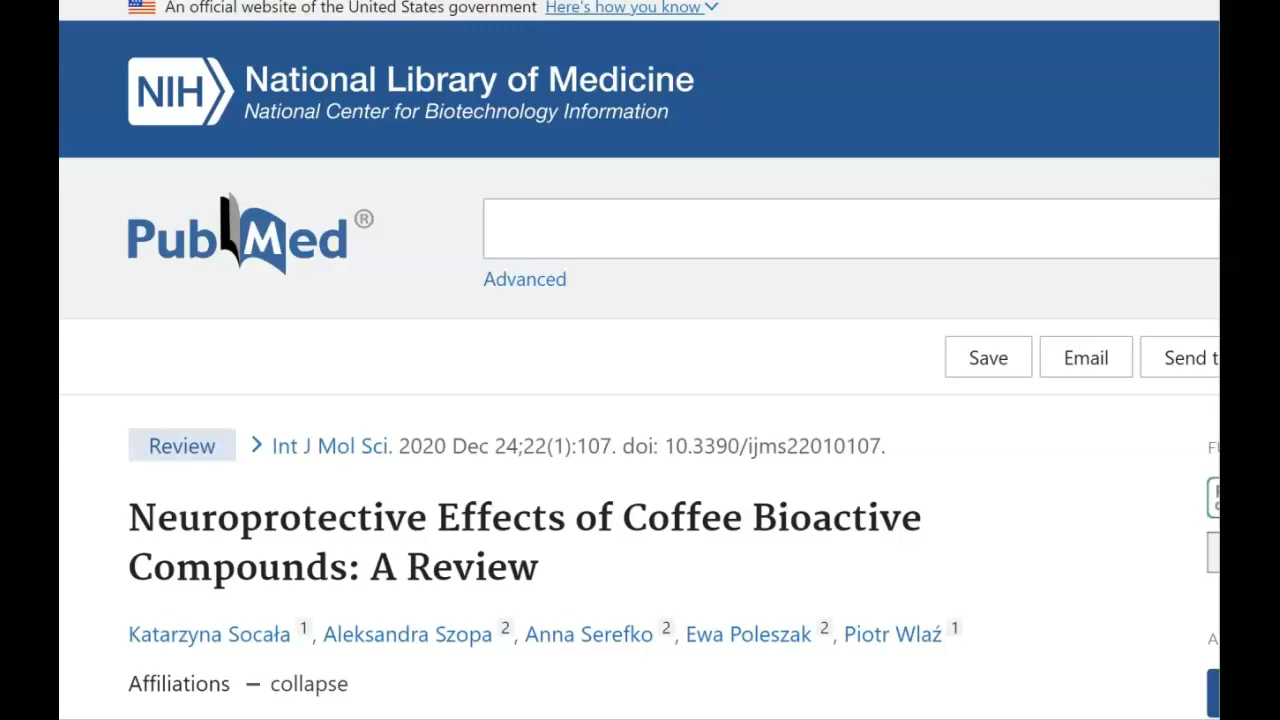 An official website of the United States government Here's how you know
NIH National Library of Medicine
National Center for Biotechnology Information
PubMed®
Advanced
Save Email Send t
Review > Int J Mol Sci. 2020 Dec 24;22(1):107. doi: 10.3390/ijms22010107.
Neuroprotective Effects of Coffee Bioactive
Compounds: A Review
Katarzyna Socała 1, Aleksandra Szopa 2, Anna Serefko 2, Ewa Poleszak 2, Piotr Wlaź 1
Affiliations — collapse